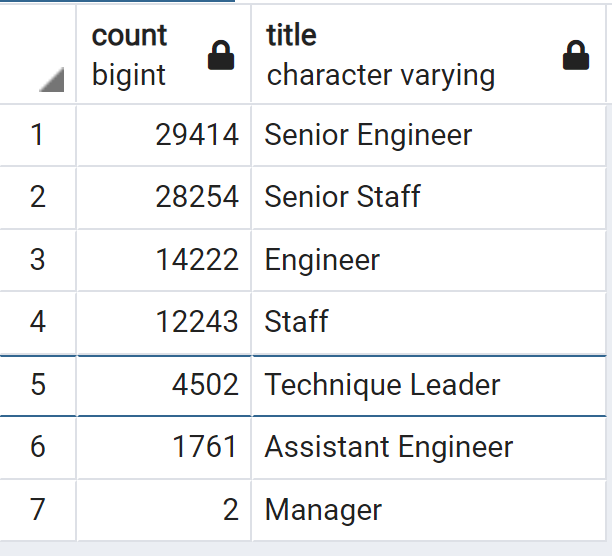 count title
bigint character varying
1 29414 Senior Engineer
2 28254 Senior Staff
3 14222 Engineer
4 12243 Staff
5 4502 Technique Leader
6 1761 Assistant Engineer
7 2 Manager